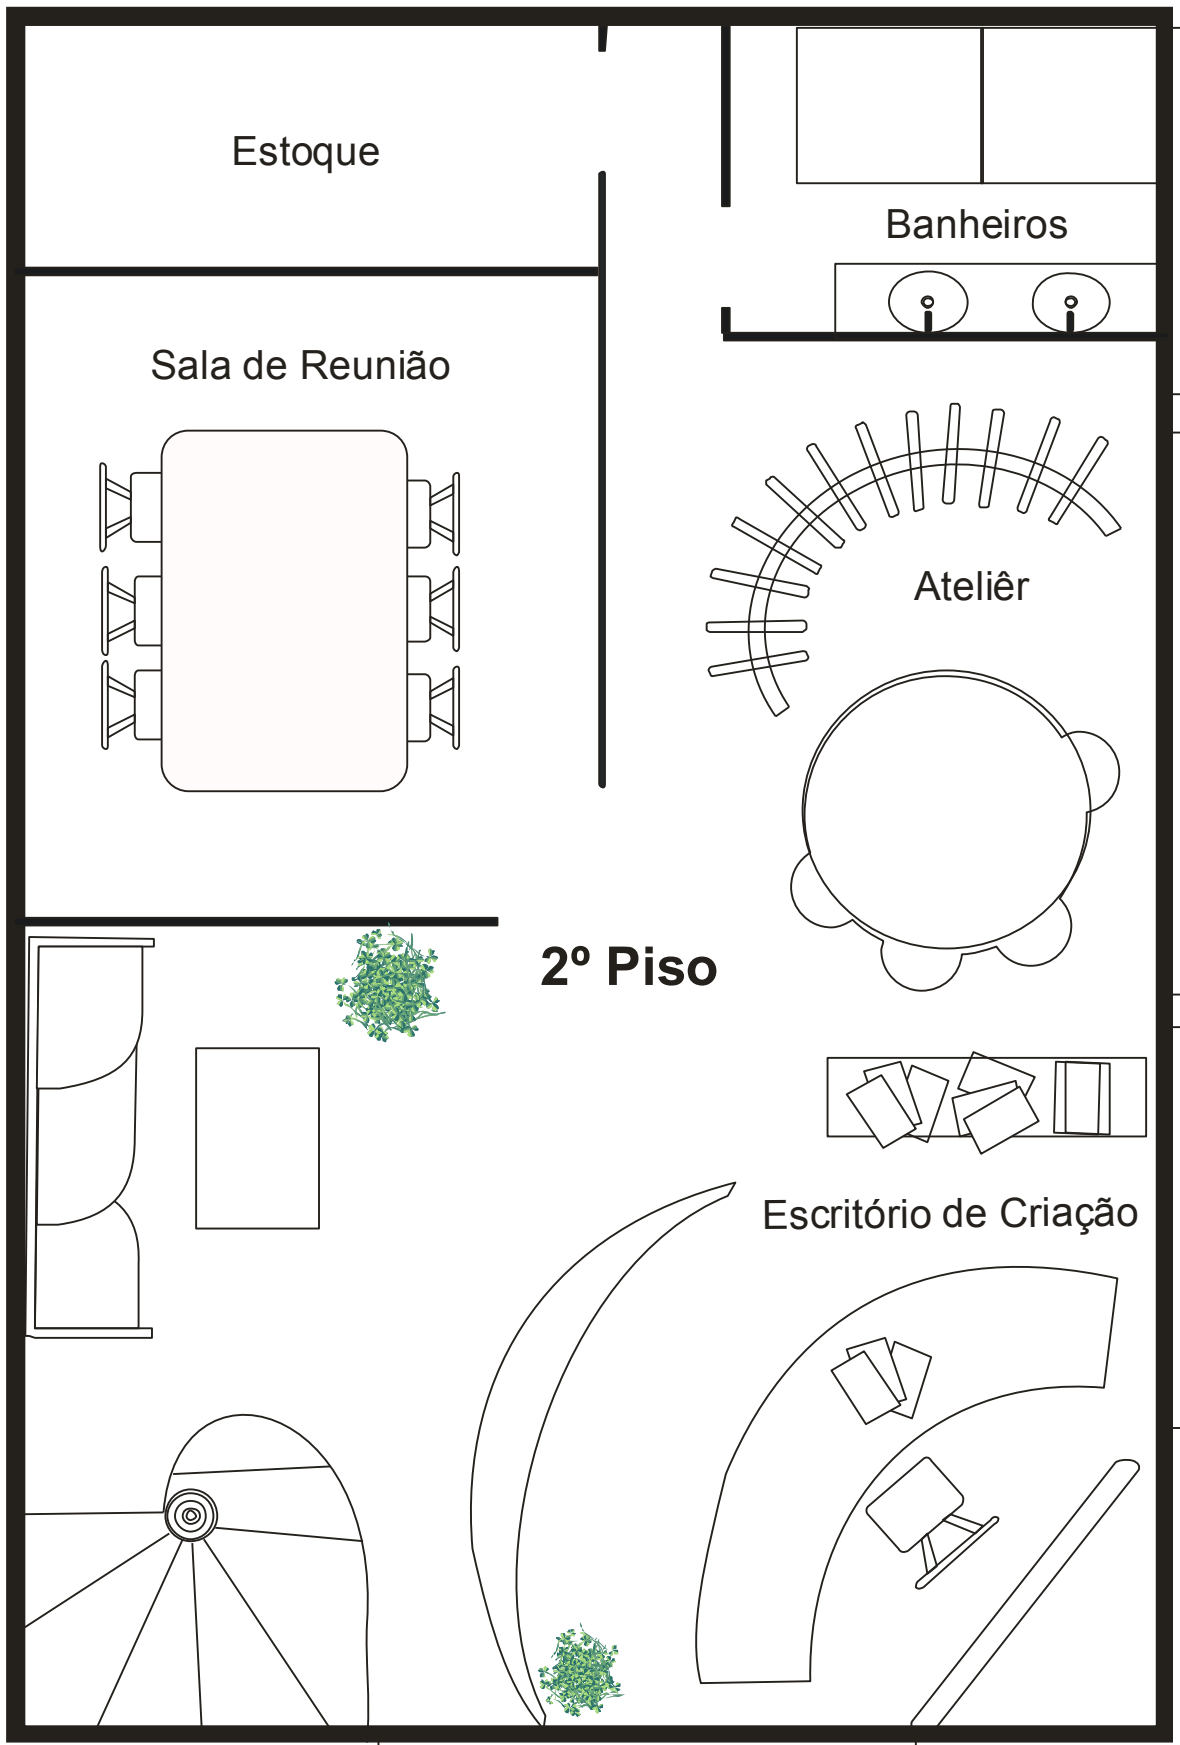 Estoque
Banheiros
Sala de Reunião
Ateliêr
2º Piso
Escritório de Criação